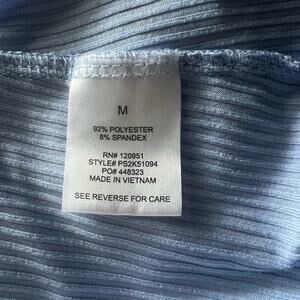 M
92% POLYESTER
8% SPANDEX
RN# 120951
STYLE# PS2K51094
PO# 448323
MADE IN VIETNAM
SEE REVERSE FOR CARE